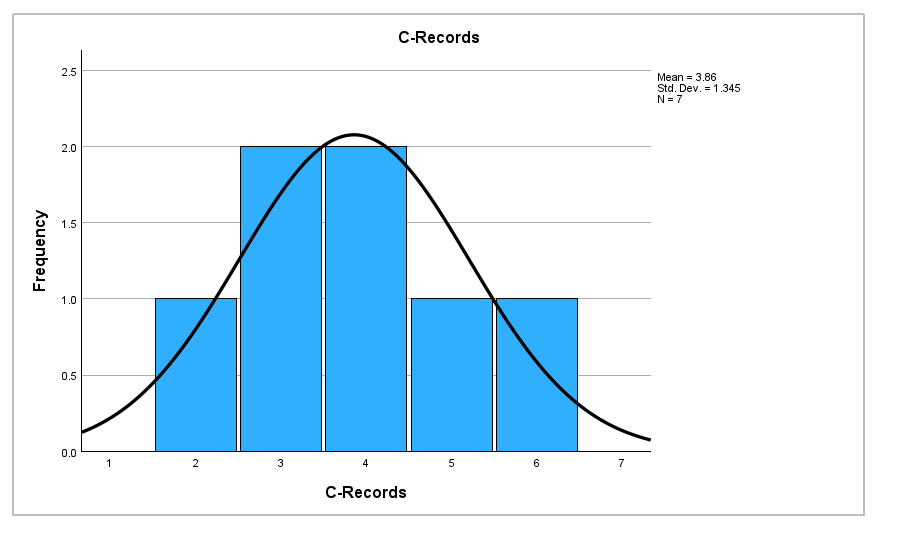 C-Records
Mean = 3.86
Std. Dev. = 1.345
N = 7
Frequency
2.5
2.0
1.5
1.0
0.5
0.0
1 2 3 4 5 6 7
C-Records